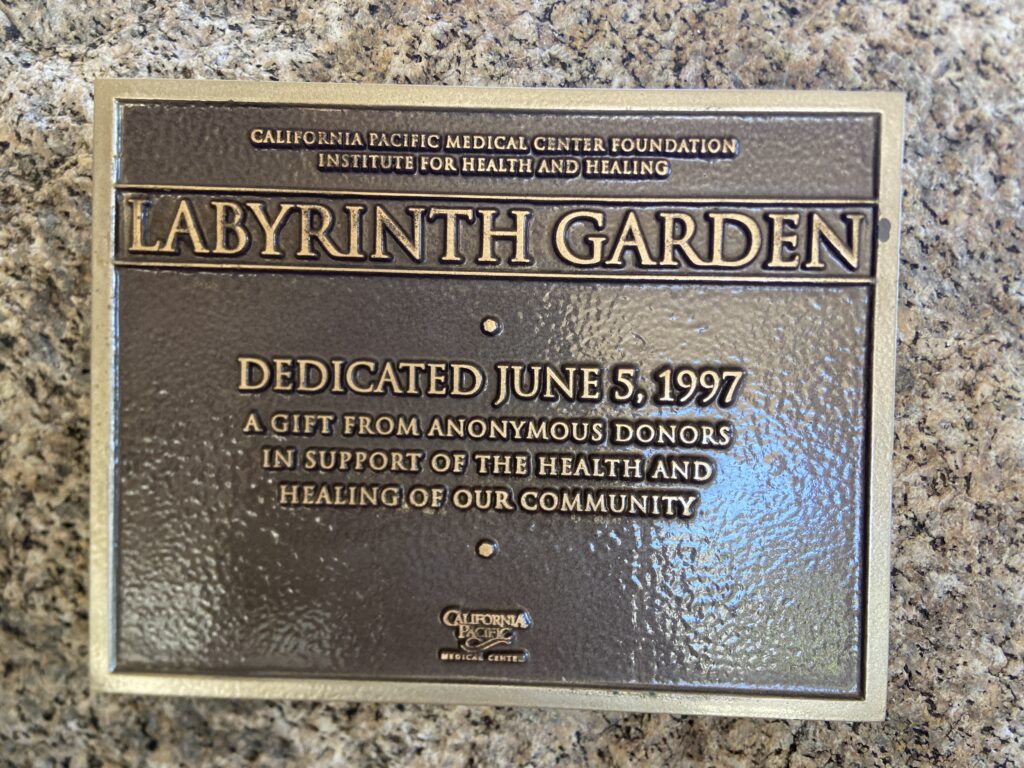 CALIFORNIA PACIFIC MEDICAL CENTER FOUNDATION
INSTITUTE FOR HEALTH AND HEALING
LABYRINTH GARDEN
DEDICATED JUNE 5, 1997
A GIFT FROM ANONYMOUS DONORS
IN SUPPORT OF THE HEALTH AND
HEALING OF OUR COMMUNITY
CALIFORNIA
PACIFIC
MEDICAL CENTER